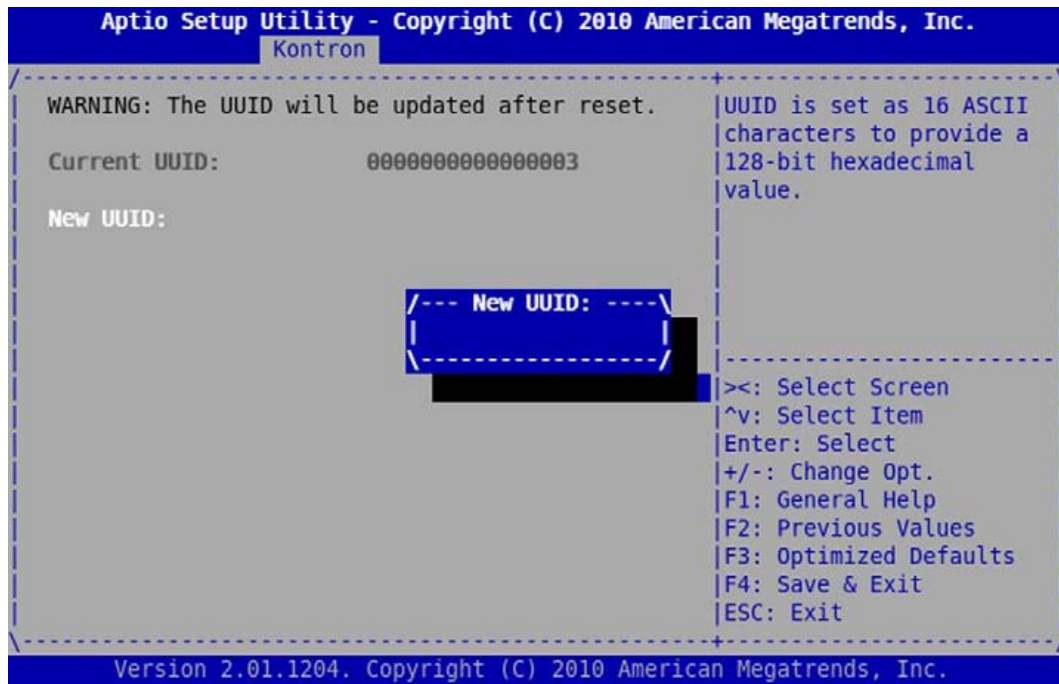 Aptio Setup Utility - Copyright (C) 2010 American Megatrends, Inc.
Kontron
WARNING: The UUID will be updated after reset.
Current UUID: 0000000000000003
New UUID:
/--- New UUID: ----\
UUID is set as 16 ASCII
characters to provide a
128-bit hexadecimal
value.
><: Select Screen
^v: Select Item
Enter: Select
+/-: Change Opt.
F1: General Help
F2: Previous Values
F3: Optimized Defaults
F4: Save & Exit
ESC: Exit
Version 2.01.1204. Copyright (C) 2010 American Megatrends, Inc.